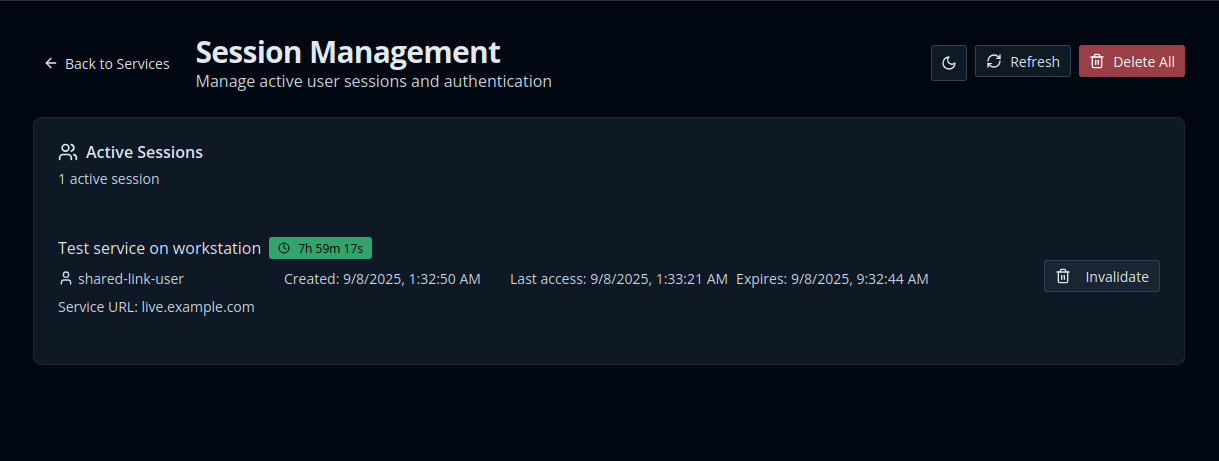 Back to Services
Session Management
Manage active user sessions and authentication
Refresh
Delete All
Active Sessions
1 active session
Test service on workstation 7h 59m 17s
shared-link-user Created: 9/8/2025, 1:32:50 AM Last access: 9/8/2025, 1:33:21 AM Expires: 9/8/2025, 9:32:44 AM
Invalidate
Service URL: live.example.com